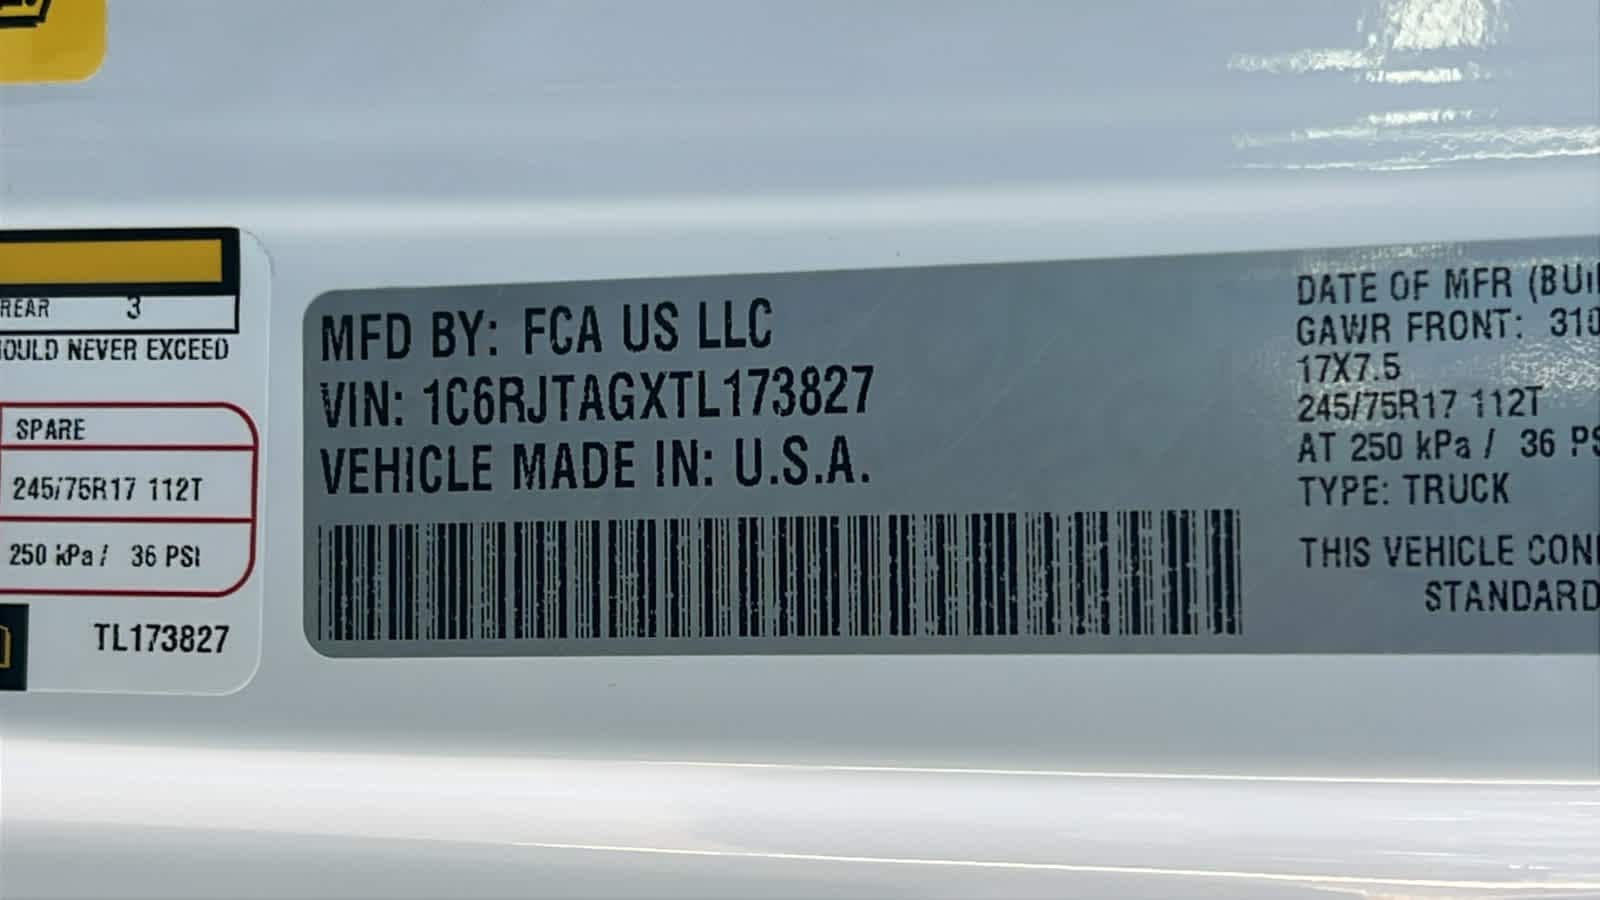 REAR 3
NEVER EXCEED
SPARE
245/75R17 112T
250 kPa / 36 PSI
TL173827
MFD BY: FCA US LLC
VIN: 1C6RJTAGXTL173827
VEHICLE MADE IN: U.S.A.
DATE OF MFR
GAWR FRONT: 310
17X7.5
245/75R17 112T
AT 250 kPa / 36 PS
TYPE: TRUCK
THIS VEHICLE CON
STANDARD